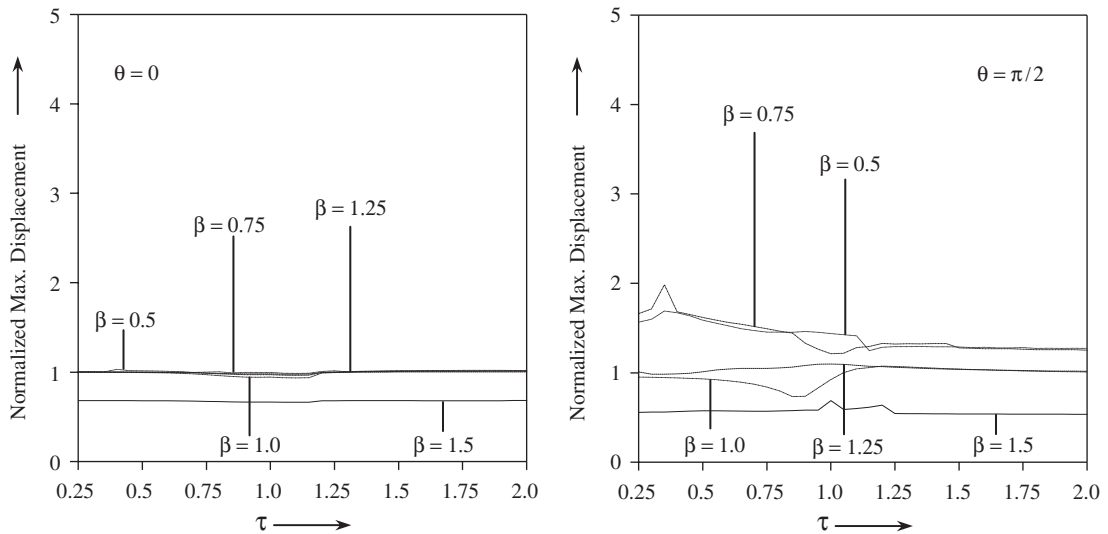 5
4
3
2
1
0
0.25 0.5 0.75 1.0 1.25 1.5 1.75 2.0
Normalized Max. Displacement
τ
θ = 0
β = 0.5
β = 0.75
β = 1.25
β = 1.0
β = 1.5
5
4
3
2
1
0
0.25 0.5 0.75 1.0 1.25 1.5 1.75 2.0
Normalized Max. Displacement
τ
θ = π/2
β = 0.75
β = 0.5
β = 1.0
β = 1.25
β = 1.5